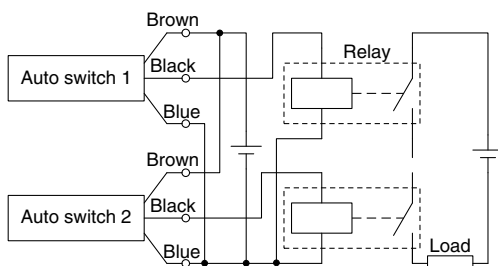 Brown
Relay
Auto switch 1
Black
Blue
Brown
Auto switch 2
Black
Blue
Load